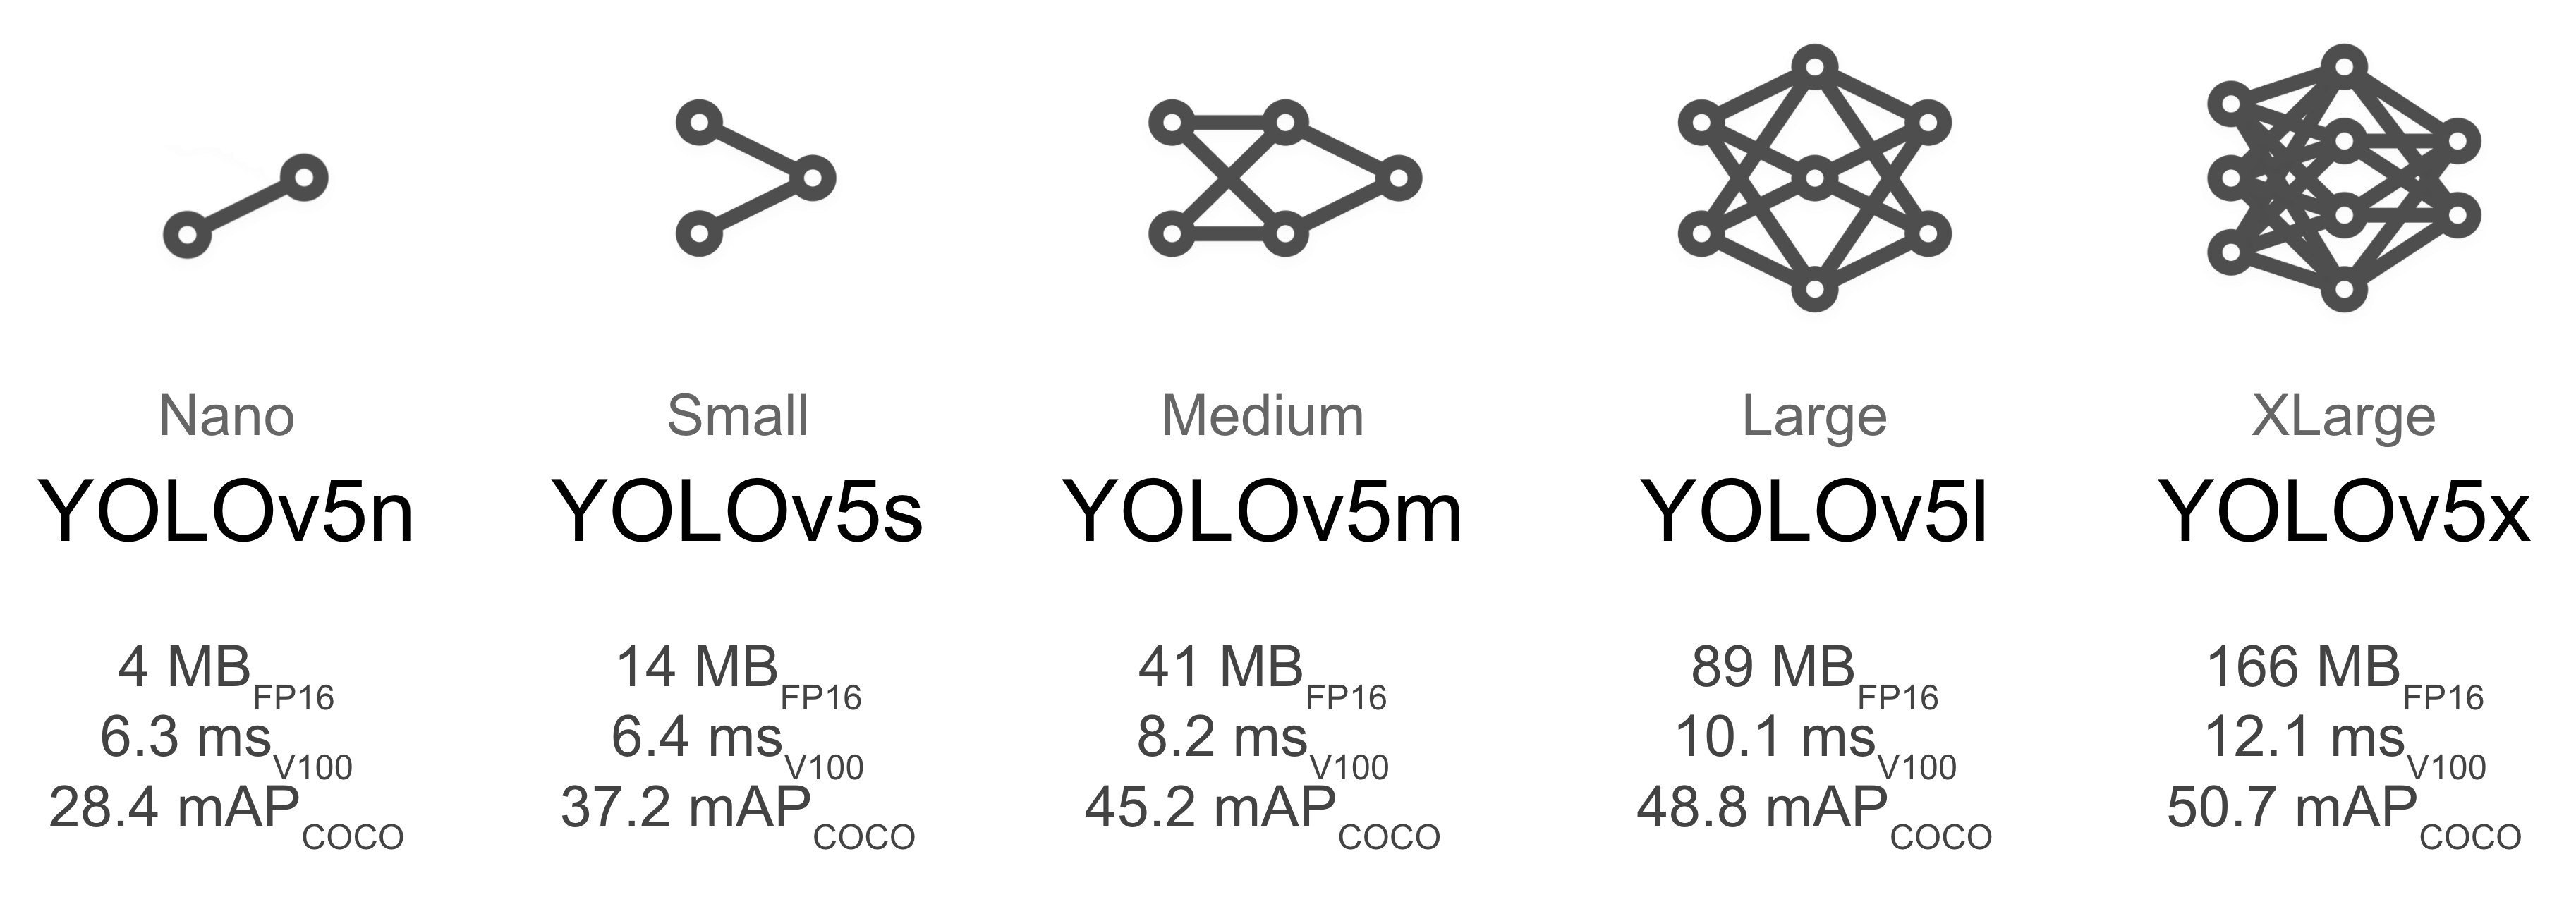 Nano
YOLOv5n
4 MB FP16
6.3 ms V100
28.4 mAP COCO
Small
YOLOv5s
14 MB FP16
6.4 ms V100
37.2 mAP COCO
Medium
YOLOv5m
41 MB FP16
8.2 ms V100
45.2 mAP COCO
Large
YOLOv5l
89 MB FP16
10.1 ms V100
48.8 mAP COCO
XLarge
YOLOv5x
166 MB FP16
12.1 ms V100
50.7 mAP COCO